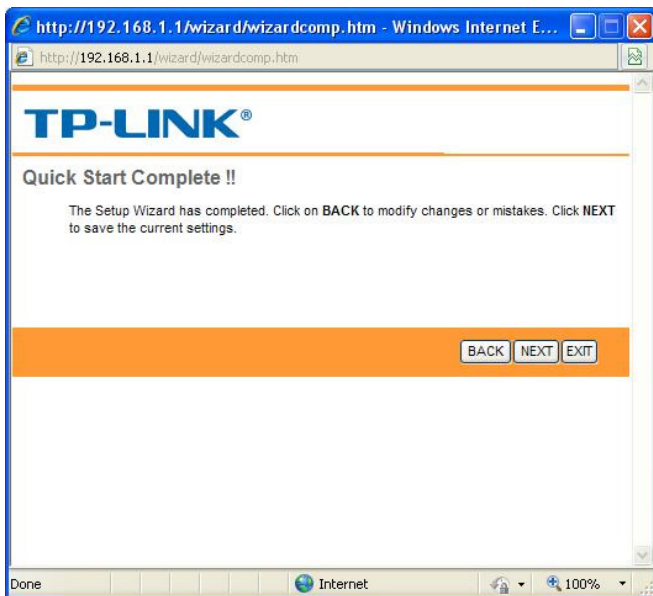 http://192.168.1.1/wizard/wizardcomp.htm - Windows Internet E...
http://192.168.1.1/wizard/wizardcomp.htm
TP-LINK®
Quick Start Complete !!
The Setup Wizard has completed. Click on BACK to modify changes or mistakes. Click NEXT
to save the current settings.
BACK NEXT EXIT
Done Internet 100%